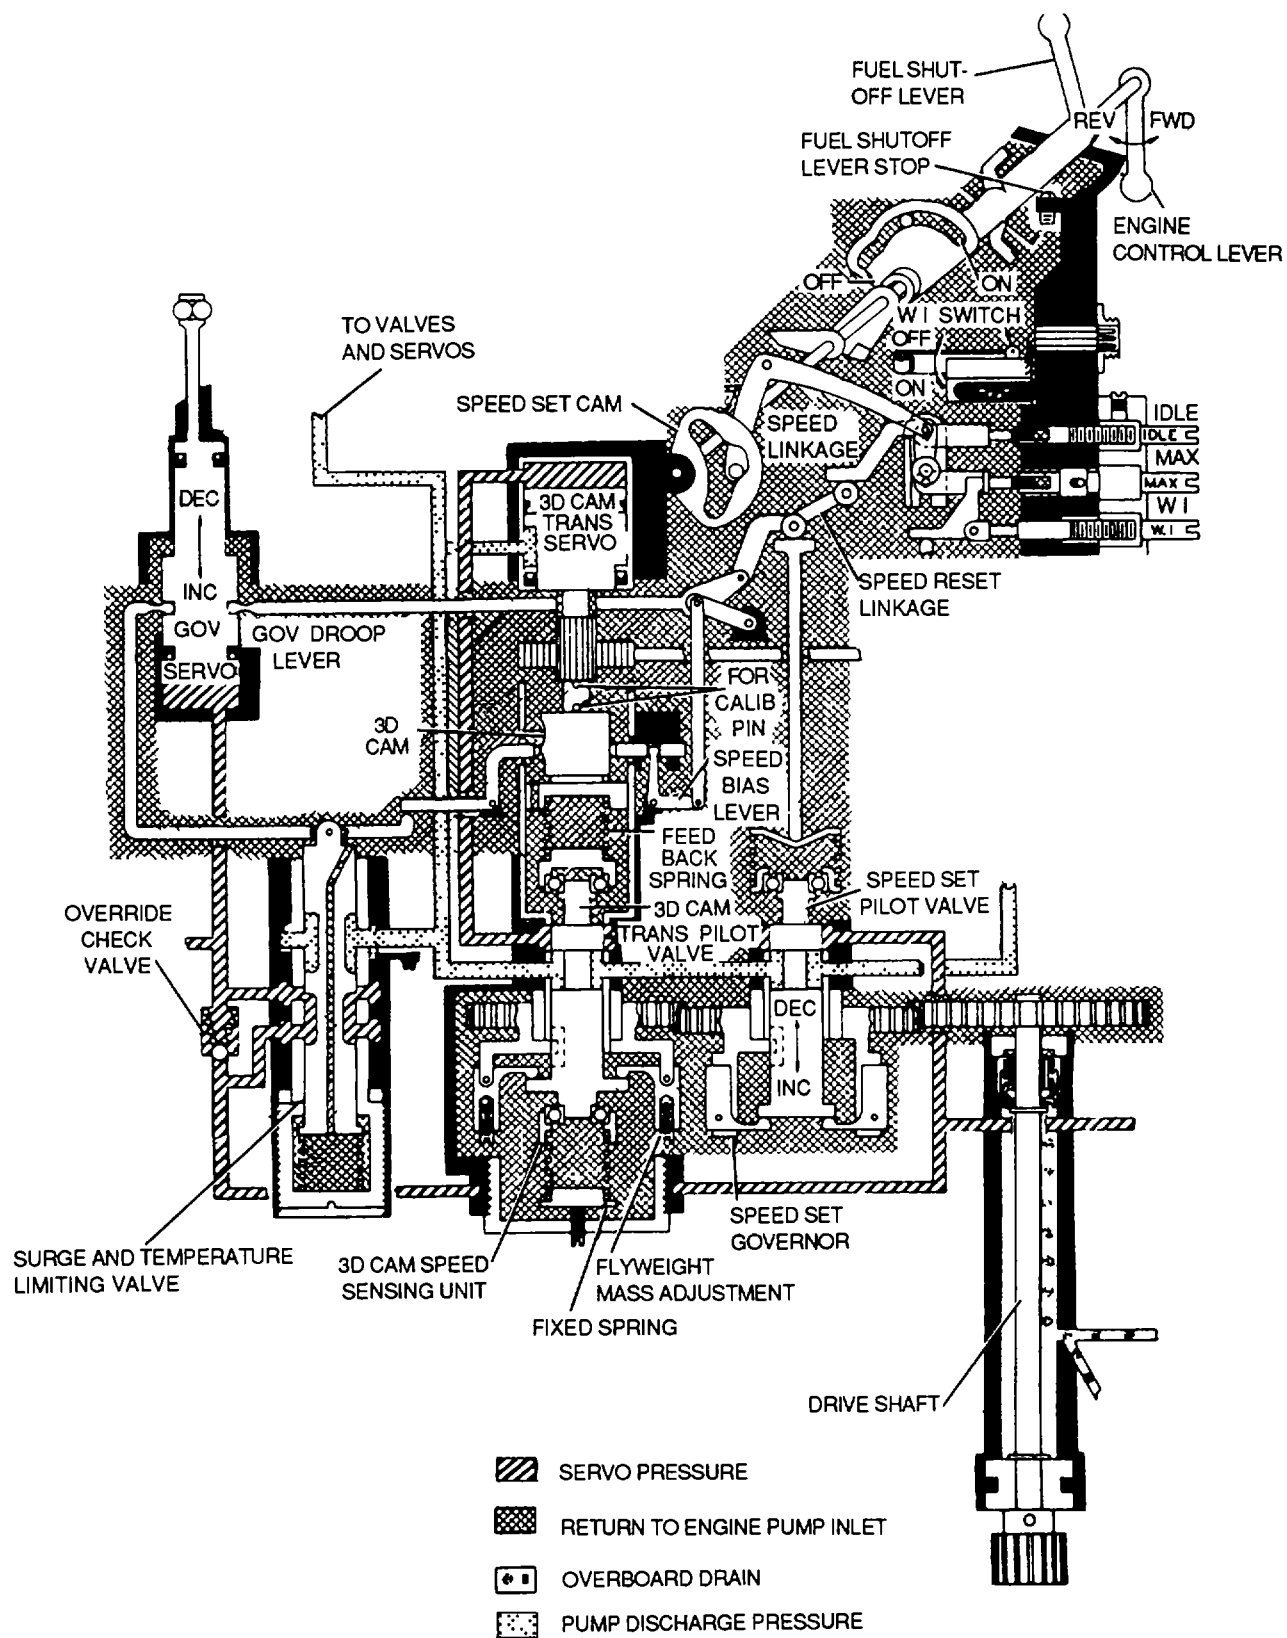 FUEL SHUT-
OFF LEVER
REV FWD
FUEL SHUTOFF
LEVER STOP
ENGINE
CONTROL LEVER
OFF
ON
W I SWITCH
OFF
ON
TO VALVES
AND SERVOS
SPEED SET CAM
SPEED
LINKAGE
IDLE
IDLE
MAX
MAX
W I
W.I
3D CAM
TRANS
SERVO
SPEED RESET
LINKAGE
DEC
INC
GOV
SERVO
GOV DROOP
LEVER
FOR
CALIB
PIN
3D
CAM
SPEED
BIAS
LEVER
FEED
BACK
SPRING
SPEED SET
PILOT VALVE
3D CAM
TRANS PILOT
VALVE
OVERRIDE
CHECK
VALVE
DEC
INC
SPEED SET
GOVERNOR
SURGE AND TEMPERATURE
LIMITING VALVE
3D CAM SPEED
SENSING UNIT
FLYWEIGHT
MASS ADJUSTMENT
FIXED SPRING
DRIVE SHAFT
SERVO PRESSURE
RETURN TO ENGINE PUMP INLET
OVERBOARD DRAIN
PUMP DISCHARGE PRESSURE